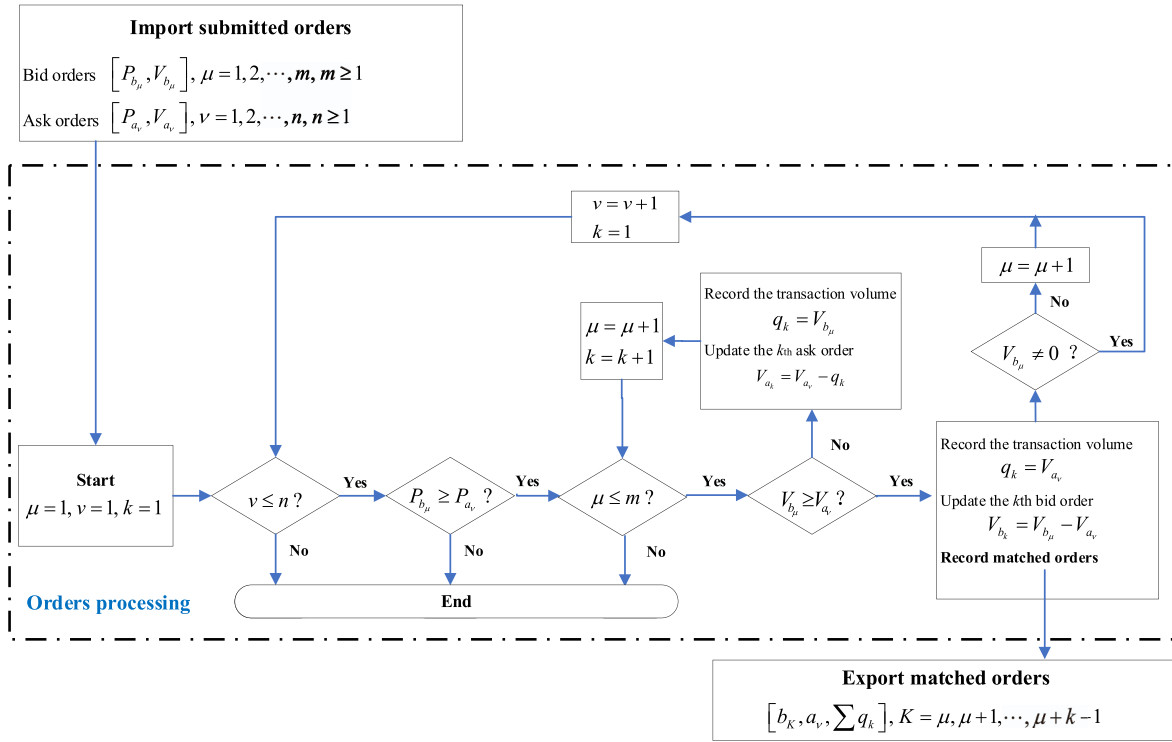 Import submitted orders
Bid orders [P_{b_μ}, V_{b_μ}], μ = 1, 2, ⋯, m, m ≥ 1
Ask orders [P_{a_ν}, V_{a_ν}], ν = 1, 2, ⋯, n, n ≥ 1
v = v + 1
k = 1
μ = μ + 1
Record the transaction volume
q_k = V_{b_μ}
Update the kth ask order
V_{a_k} = V_{a_ν} − q_k
μ = μ + 1
k = k + 1
No
V_{b_μ} ≠ 0 ?
Yes
Record the transaction volume
q_k = V_{a_ν}
Update the kth bid order
V_{b_k} = V_{b_μ} − V_{a_ν}
Record matched orders
No
Start
μ = 1, v = 1, k = 1
v ≤ n ?
Yes
P_{b_μ} ≥ P_{a_ν} ?
Yes
μ ≤ m ?
Yes
V_{b_μ} ≥ V_{a_ν} ?
Yes
No
No
No
End
Orders processing
Export matched orders
[b_K, a_ν, ∑ q_k], K = μ, μ + 1, ⋯, μ + k − 1